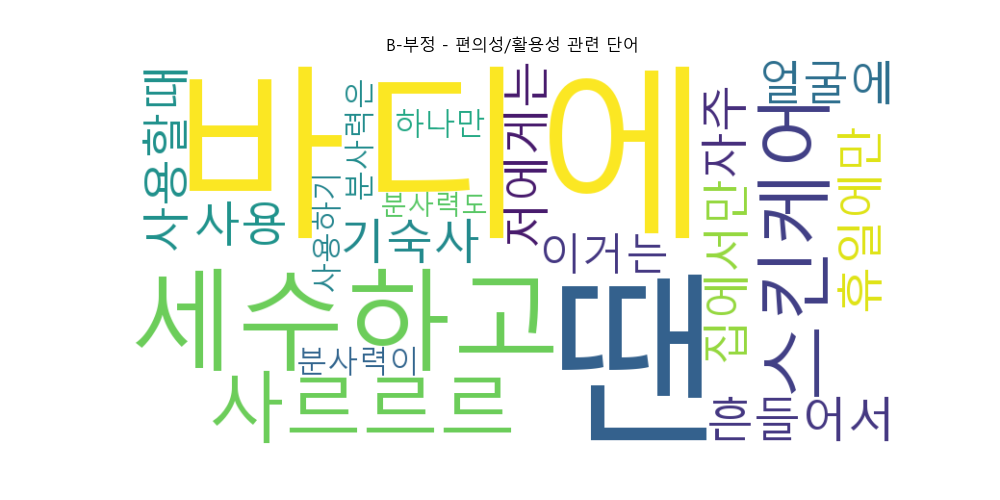 B-부정 - 편의성/활용성 관련 단어
바디에
사용할때
분사력은
하나만
저에게는
자주
얼굴에
스킨케어
휴일에만
사용
사용하기
분사력도
기숙사
이거는
집에서만
세수하고
땐
분사력이
사르르르
흔들어서